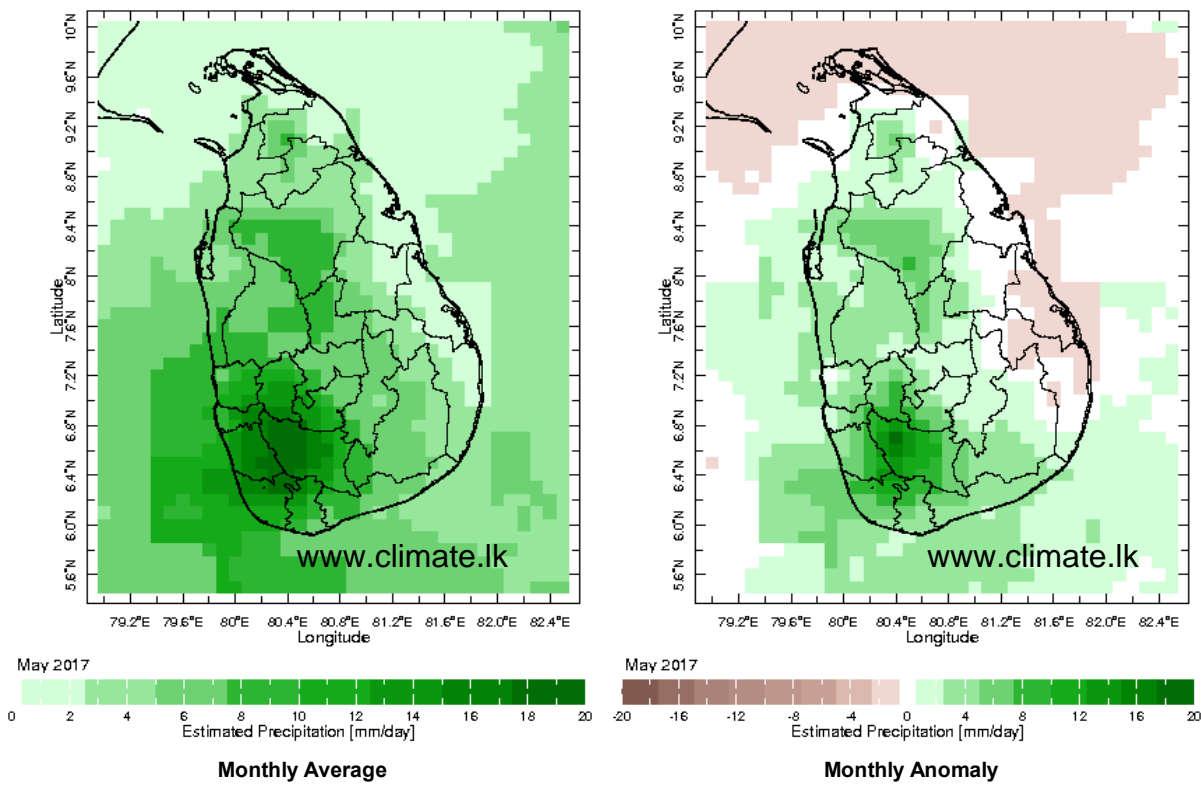 10°N
9.6°N
9.2°N
8.8°N
8.4°N
8°N
7.6°N
7.2°N
6.8°N
6.4°N
6.0°N
5.6°N
Latitude
www.climate.lk
79.2°E 79.6°E 80°E 80.4°E 80.8°E 81.2°E 81.6°E 82.0°E 82.4°E
Longitude
May 2017
0 2 4 6 8 10 12 14 16 18 20
Estimated Precipitation [mm/day]
Monthly Average
10°N
9.6°N
9.2°N
8.8°N
8.4°N
8°N
7.6°N
7.2°N
6.8°N
6.4°N
6.0°N
5.6°N
Latitude
www.climate.lk
79.2°E 79.6°E 80°E 80.4°E 80.8°E 81.2°E 81.6°E 82.0°E 82.4°E
Longitude
May 2017
-20 -16 -12 -8 -4 0 4 8 12 16 20
Estimated Precipitation [mm/day]
Monthly Anomaly